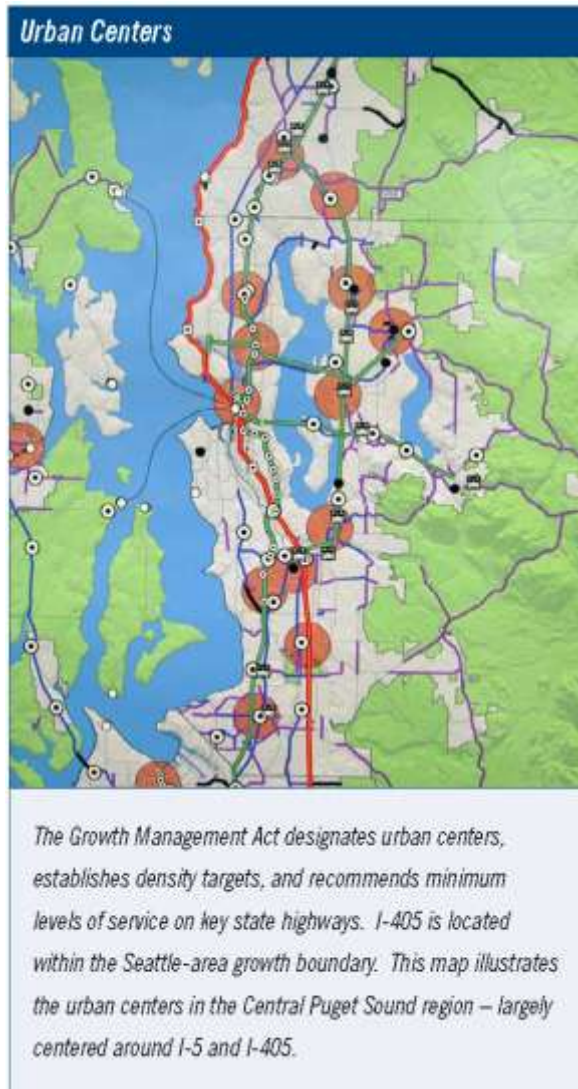 Urban Centers
The Growth Management Act designates urban centers,
establishes density targets, and recommends minimum
levels of service on key state highways.  I-405 is located
within the Seattle-area growth boundary.  This map illustrates
the urban centers in the Central Puget Sound region – largely
centered around I-5 and I-405.